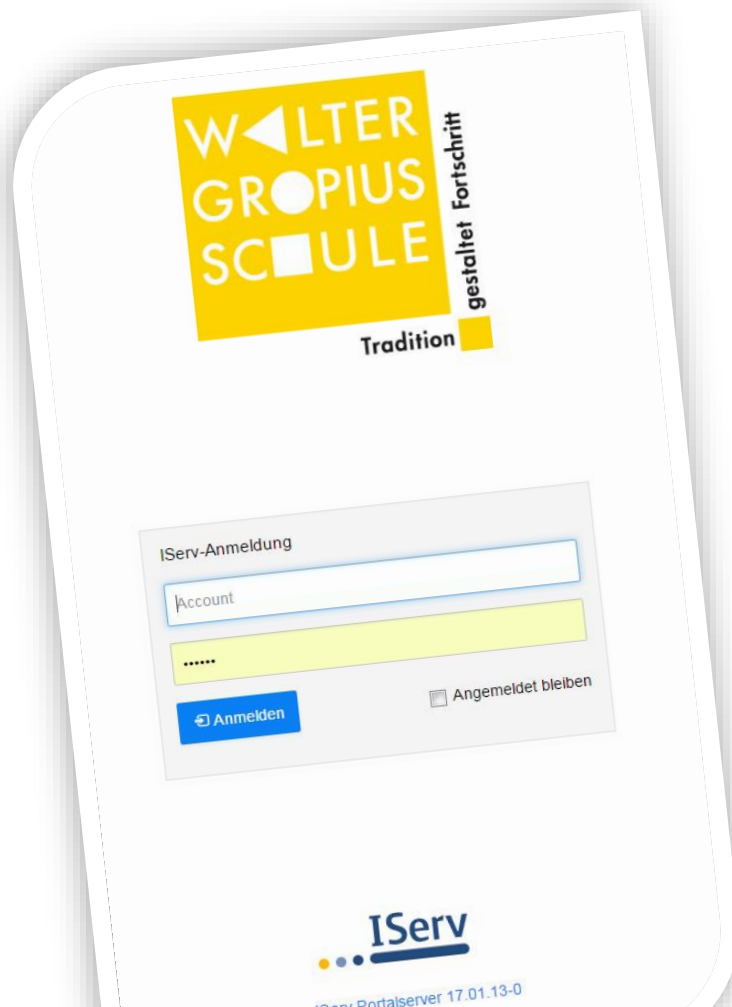 W◀LTER
GR●PIUS
SC■ULE
gestaltet Fortschritt
Tradition
IServ-Anmeldung
Account
••••••
Anmelden
Angemeldet bleiben
IServ
IServ Portalserver 17.01.13-0